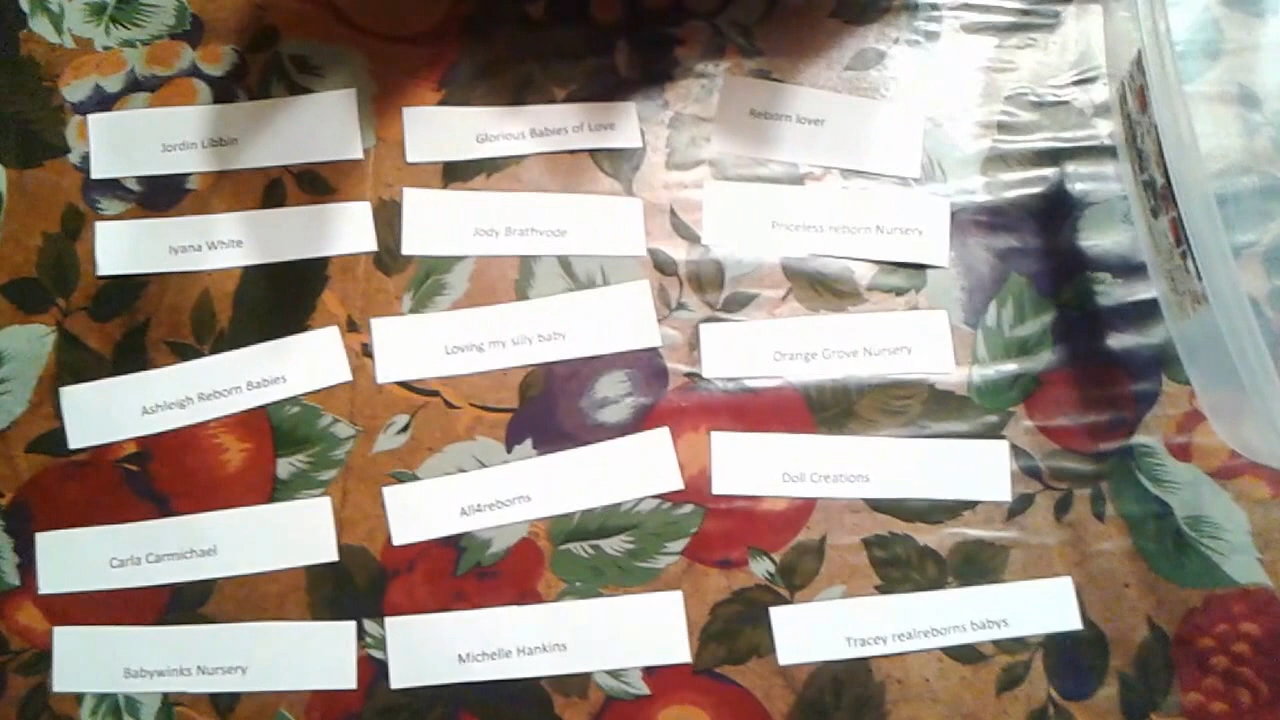 Jordin Libbin
Glorious Babies of Love
Reborn lover
Iyana White
Jody Brathvode
Priceless reborn Nursery
Ashleigh Reborn Babies
Loving my silly baby
Orange Grove Nursery
Carla Carmichael
All4reborns
Doll Creations
Babywinks Nursery
Michelle Hankins
Tracey realreborns babys